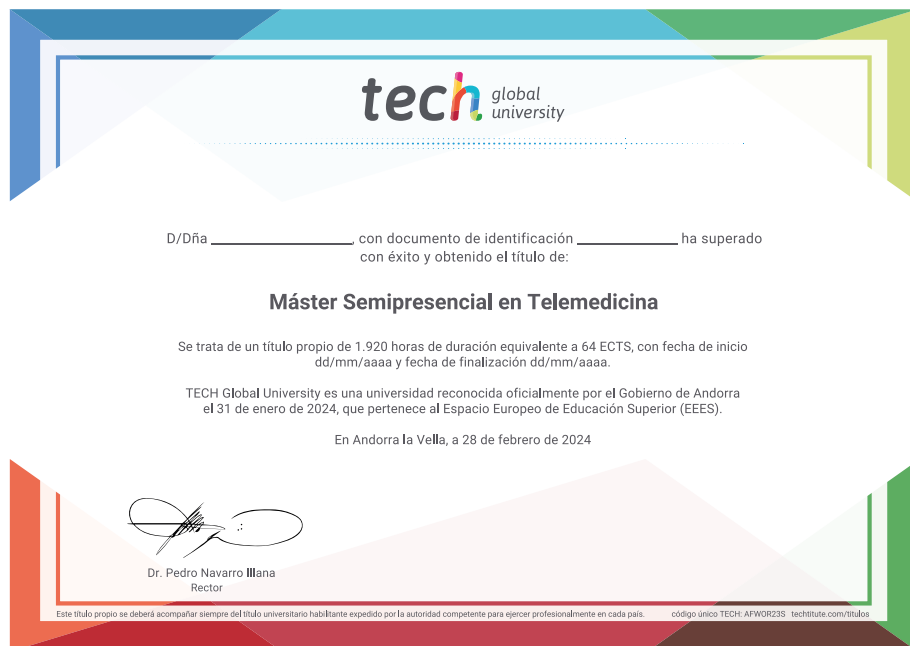 tech global
university
D/Dña ____________________, con documento de identificación ______________ ha superado
con éxito y obtenido el título de:
Máster Semipresencial en Telemedicina
Se trata de un título propio de 1.920 horas de duración equivalente a 64 ECTS, con fecha de inicio
dd/mm/aaaa y fecha de finalización dd/mm/aaaa.
TECH Global University es una universidad reconocida oficialmente por el Gobierno de Andorra
el 31 de enero de 2024, que pertenece al Espacio Europeo de Educación Superior (EEES).
En Andorra la Vella, a 28 de febrero de 2024
Dr. Pedro Navarro Illana
Rector
Este título propio se deberá acompañar siempre del título universitario habilitante expedido por la autoridad competente para ejercer profesionalmente en cada país. código único TECH: AFWOR23S techtitute.com/titulos